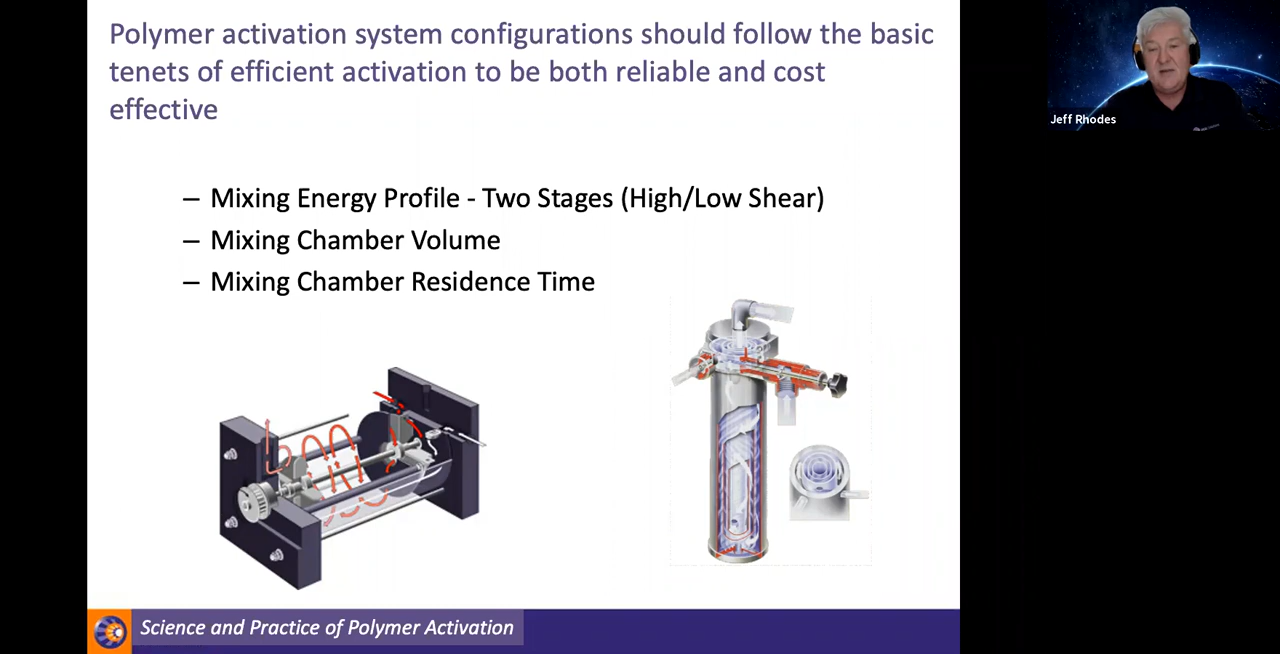 Polymer activation system configurations should follow the basic
tenets of efficient activation to be both reliable and cost
effective
– Mixing Energy Profile - Two Stages (High/Low Shear)
– Mixing Chamber Volume
– Mixing Chamber Residence Time
Science and Practice of Polymer Activation
Jeff Rhodes